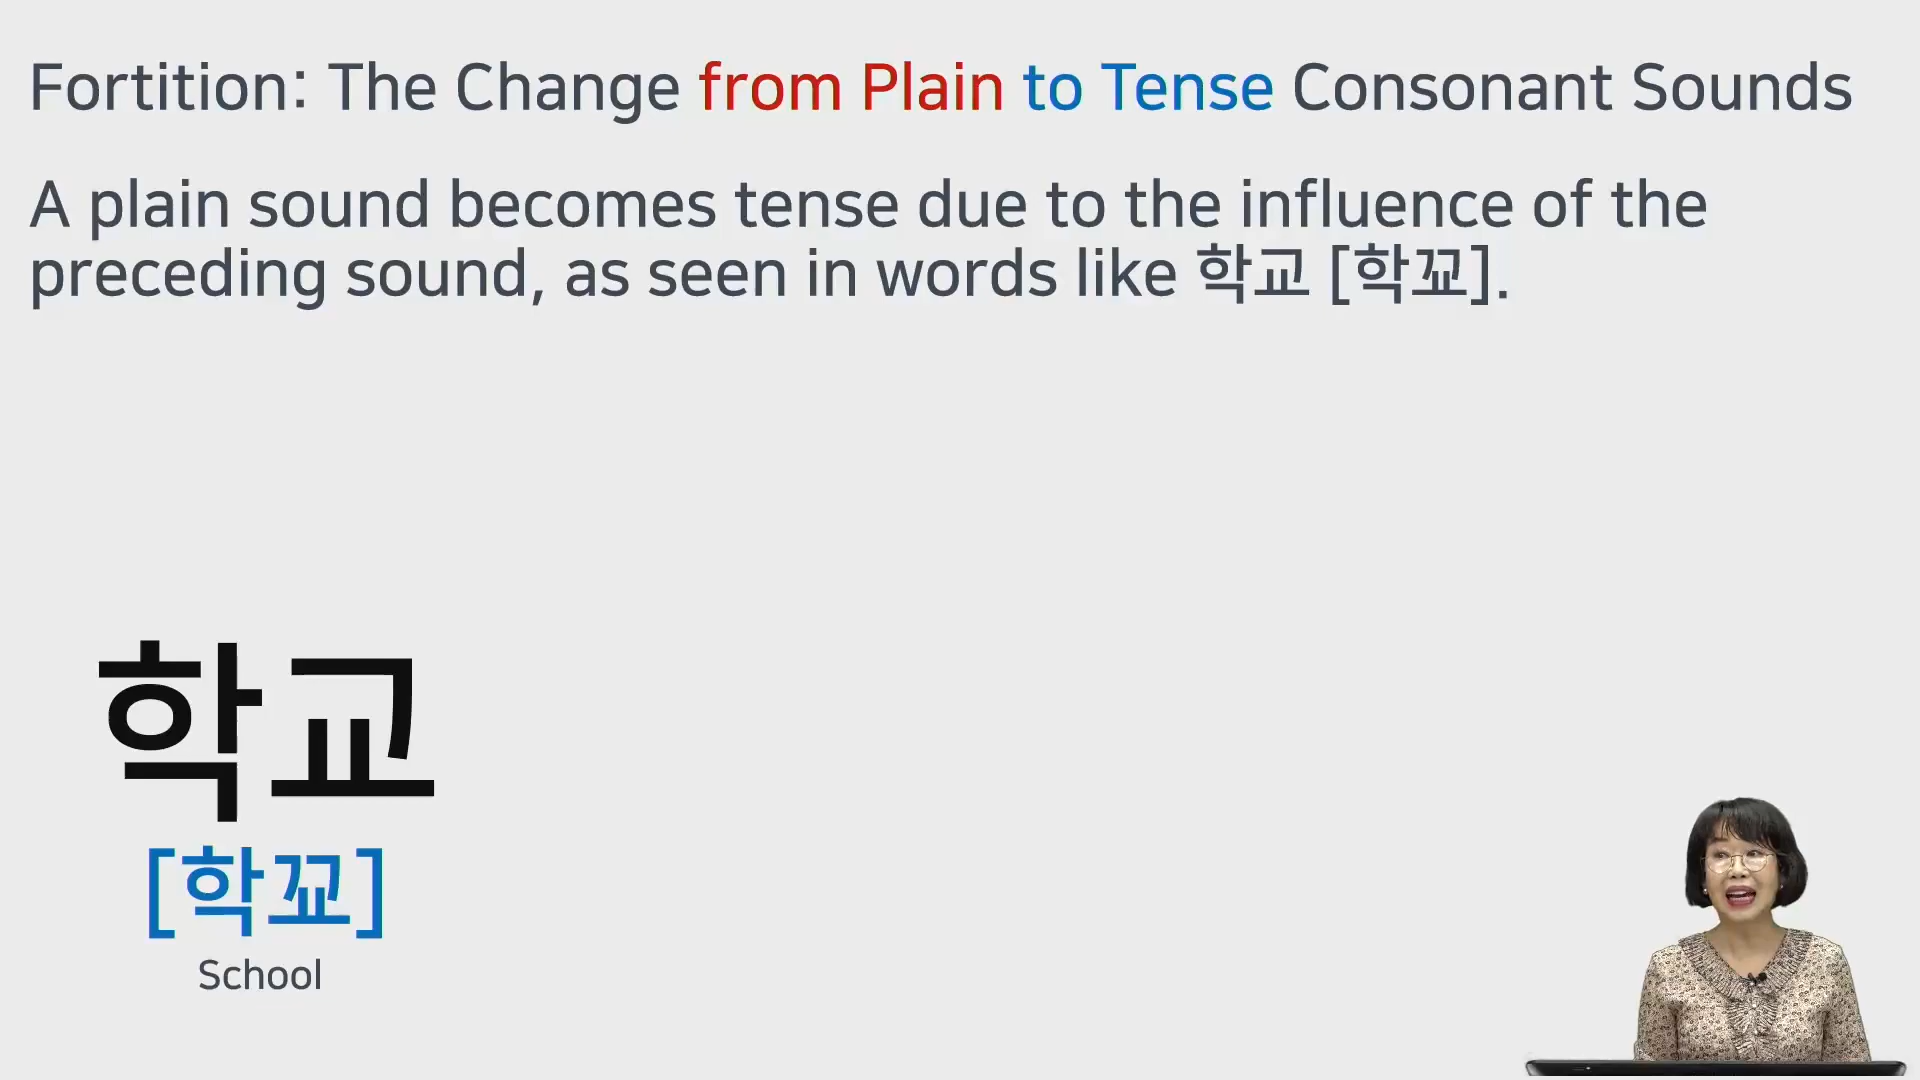 Fortition: The Change from Plain to Tense Consonant Sounds
A plain sound becomes tense due to the influence of the
preceding sound, as seen in words like 학교 [학꾜].
학교
[학꾜]
School